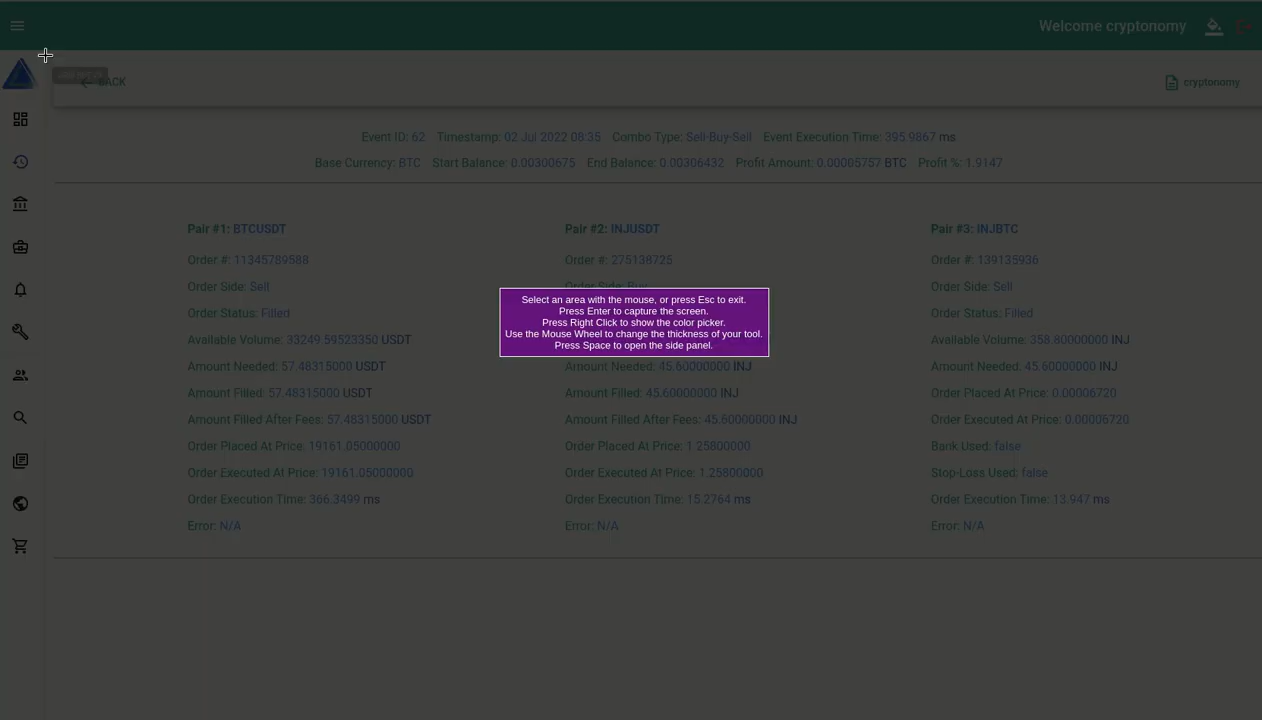 Welcome cryptonomy
BACK
cryptonomy
Event ID: 62 Timestamp: 02 Jul 2022 08:35 Combo Type: Sell-Buy-Sell Event Execution Time: 395.9867 ms
Base Currency: BTC Start Balance: 0.00300675 End Balance: 0.00306432 Profit Amount: 0.00005757 BTC Profit %: 1.9147
Pair #1: BTCUSDT
Order #: 11345789588
Order Side: Sell
Order Status: Filled
Available Volume: 33249.59523350 USDT
Amount Needed: 57.48315000 USDT
Amount Filled: 57.48315000 USDT
Amount Filled After Fees: 57.48315000 USDT
Order Placed At Price: 19161.05000000
Order Executed At Price: 19161.05000000
Order Execution Time: 366.3499 ms
Error: N/A
Pair #2: INJUSDT
Order #: 275138725
Order Side: Buy
Select an area with the mouse, or press Esc to exit.
Press Enter to capture the screen.
Press Right Click to show the color picker.
Use the Mouse Wheel to change the thickness of your tool.
Press Space to open the side panel.
Amount Needed: 45.60000000 INJ
Amount Filled: 45.60000000 INJ
Amount Filled After Fees: 45.60000000 INJ
Order Placed At Price: 1.25800000
Order Executed At Price: 1.25800000
Order Execution Time: 15.2764 ms
Error: N/A
Pair #3: INJBTC
Order #: 139135936
Order Side: Sell
Order Status: Filled
Available Volume: 358.80000000 INJ
Amount Needed: 45.60000000 INJ
Order Placed At Price: 0.00006720
Order Executed At Price: 0.00006720
Bank Used: false
Stop-Loss Used: false
Order Execution Time: 13.947 ms
Error: N/A